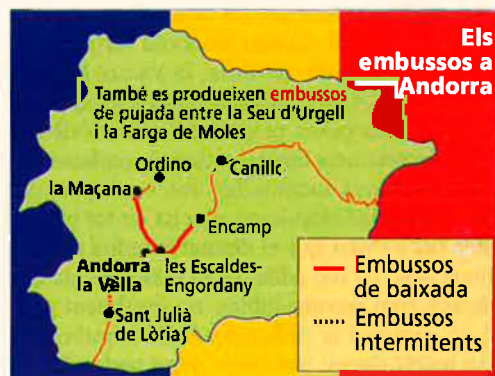 Els
embussos a
Andorra
També es produeixen embussos
de pujada entre la Seu d'Urgell
i la Farga de Moles
Ordino
Canillo
la Maçana
Encamp
Andorra
la Vella
les Escaldes-
Engordany
Sant Julià
de Lòria
Embussos
de baixada
Embussos
intermitents